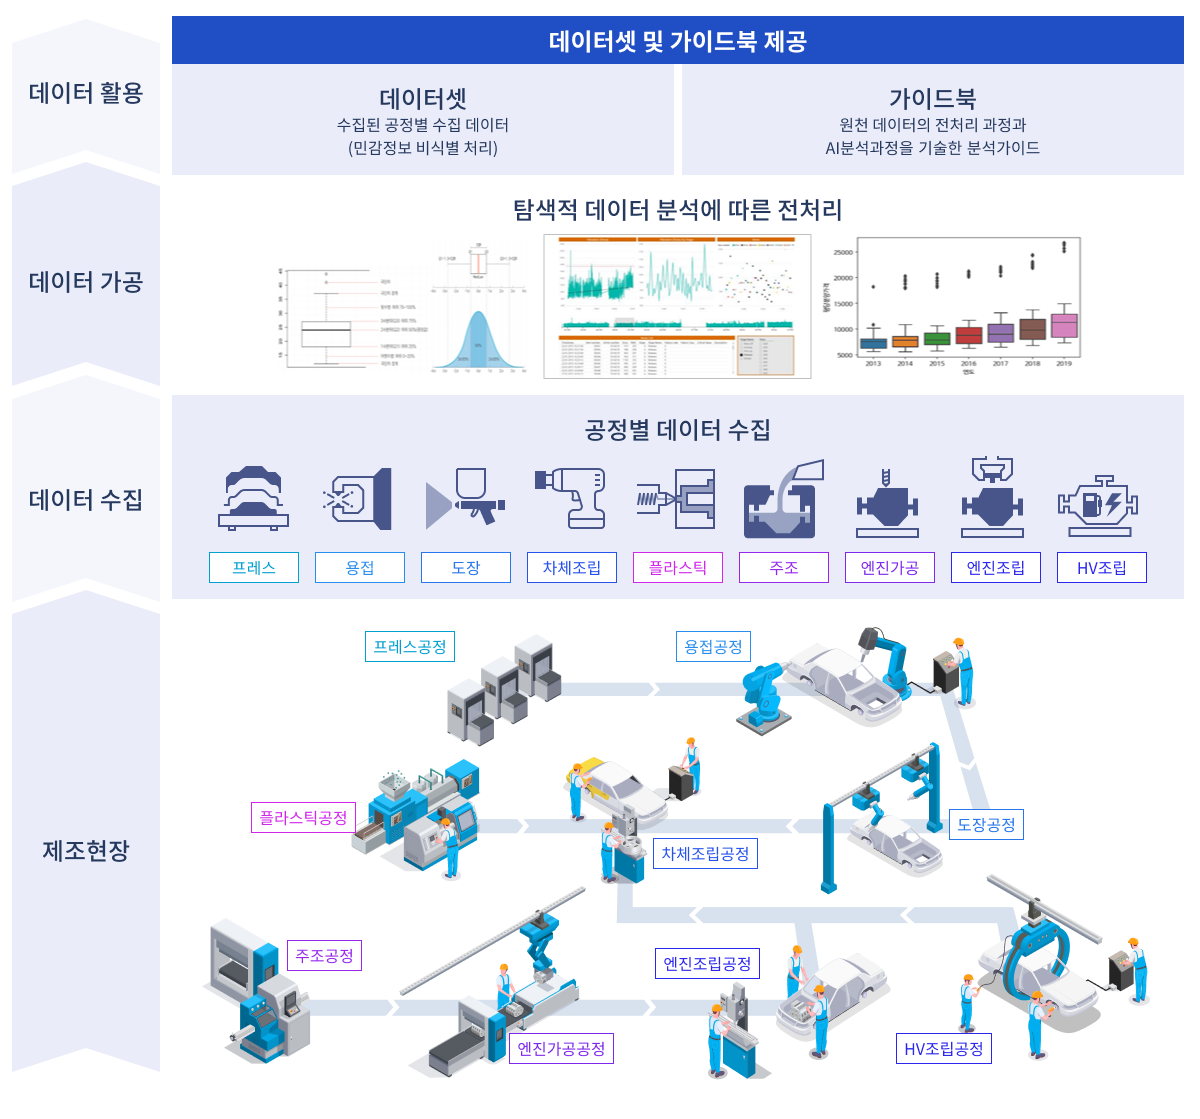 데이터셋 및 가이드북 제공
데이터 활용
데이터셋
수집된 공정별 수집 데이터
(민감정보 비식별 처리)
가이드북
원천 데이터의 전처리 과정과
AI분석과정을 기술한 분석가이드
데이터 가공
탐색적 데이터 분석에 따른 전처리
25000
20000
15000
10000
5000
2013 2014 2015 2016 2017 2018 2019
연도
데이터 수집
공정별 데이터 수집
프레스
용접
도장
차체조립
플라스틱
주조
엔진가공
엔진조립
HV조립
제조현장
프레스공정
용접공정
플라스틱공정
차체조립공정
도장공정
주조공정
엔진조립공정
엔진가공공정
HV조립공정